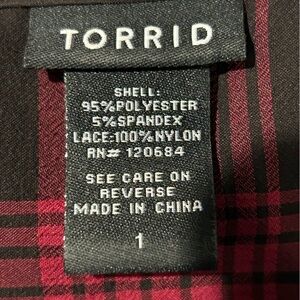 TORRID
SHELL:
95%POLYESTER
5%SPANDEX
LACE:100%NYLON
RN# 120684
SEE CARE ON
REVERSE
MADE IN CHINA
1